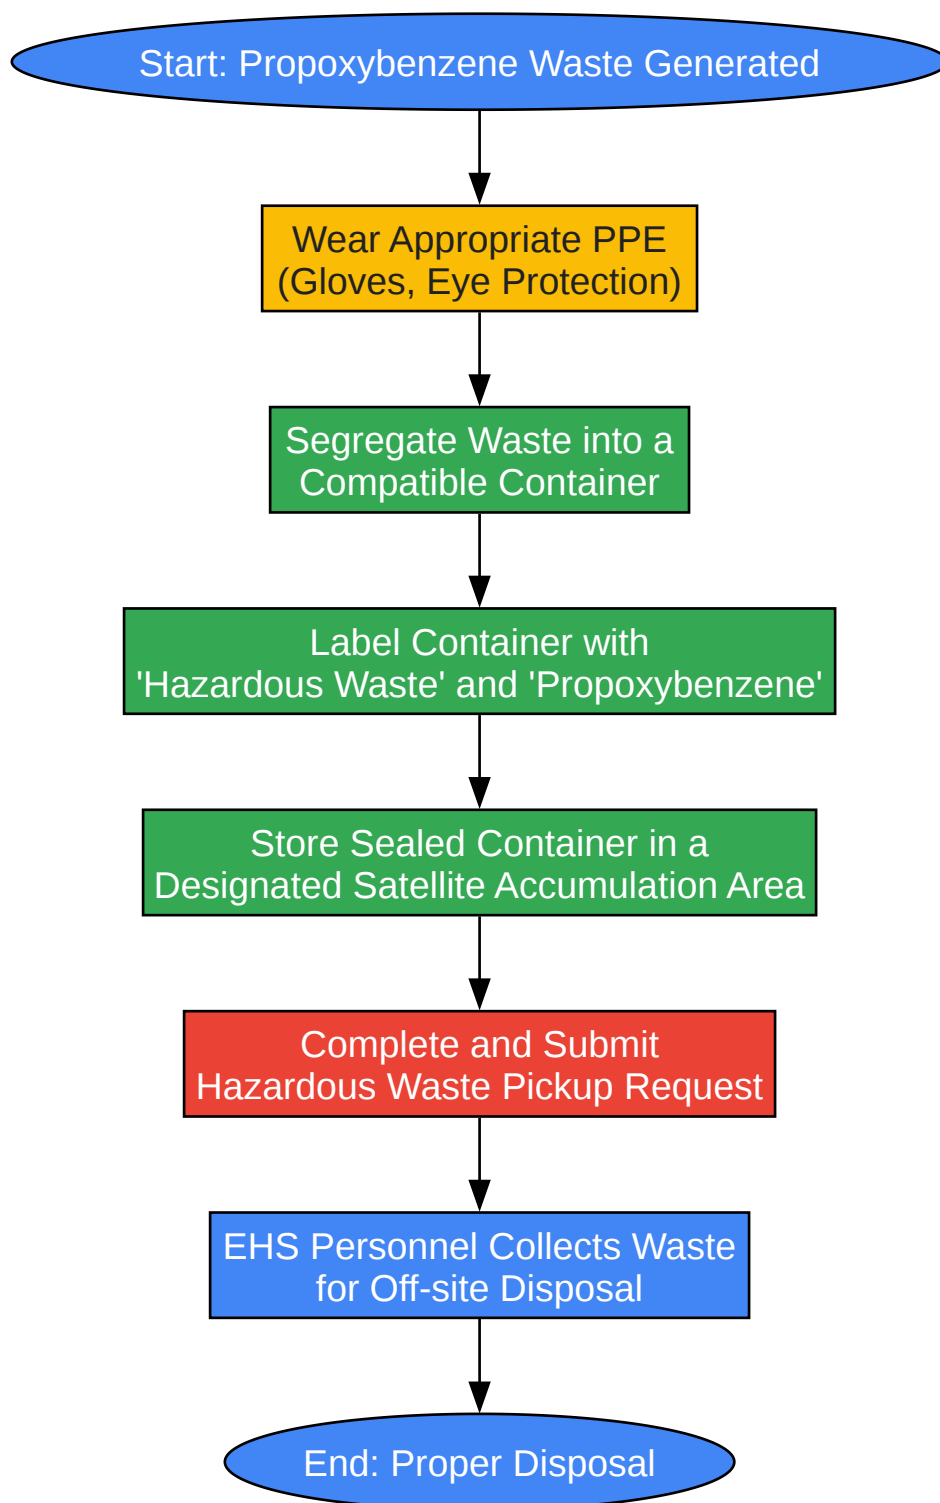 Start: Propoxybenzene Waste Generated
Wear Appropriate PPE
(Gloves, Eye Protection)
Segregate Waste into a
Compatible Container
Label Container with
'Hazardous Waste' and 'Propoxybenzene'
Store Sealed Container in a
Designated Satellite Accumulation Area
Complete and Submit
Hazardous Waste Pickup Request
EHS Personnel Collects Waste
for Off-site Disposal
End: Proper Disposal